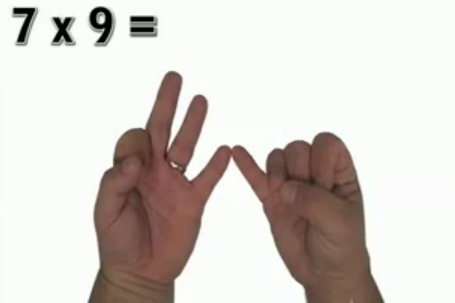 7 x 9 =